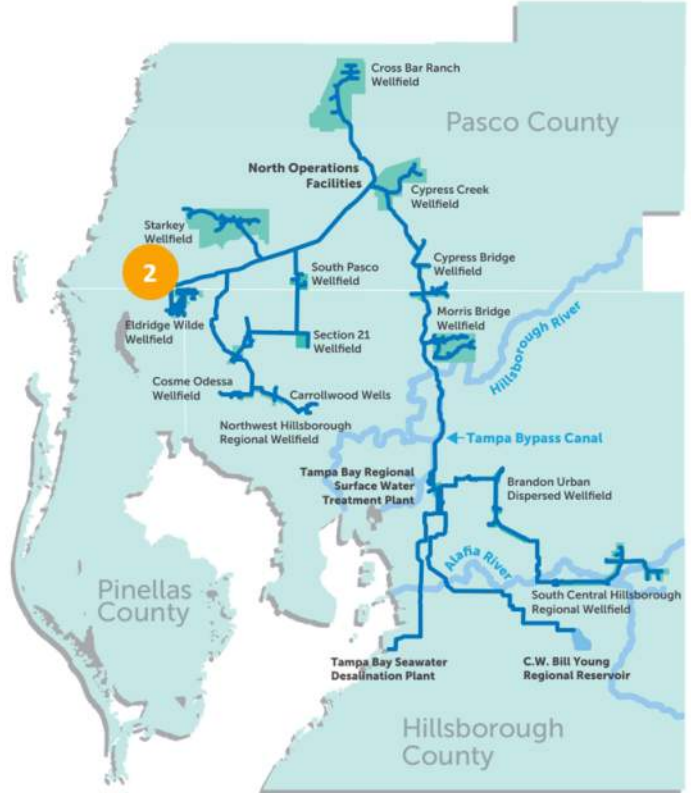 Cross Bar Ranch
Wellfield
Pasco County
North Operations
Facilities
Cypress Creek
Wellfield
Starkey
Wellfield
2
South Pasco
Wellfield
Cypress Bridge
Wellfield
Eldridge Wilde
Wellfield
Section 21
Wellfield
Morris Bridge
Wellfield
Hillsborough River
Cosme Odessa
Wellfield
Carrollwood Wells
Northwest Hillsborough
Regional Wellfield
Tampa Bypass Canal
Tampa Bay Regional
Surface Water
Treatment Plant
Brandon Urban
Dispersed Wellfield
Alafia River
Pinellas
County
South Central Hillsborough
Regional Wellfield
Tampa Bay Seawater
Desalination Plant
C.W. Bill Young
Regional Reservoir
Hillsborough
County